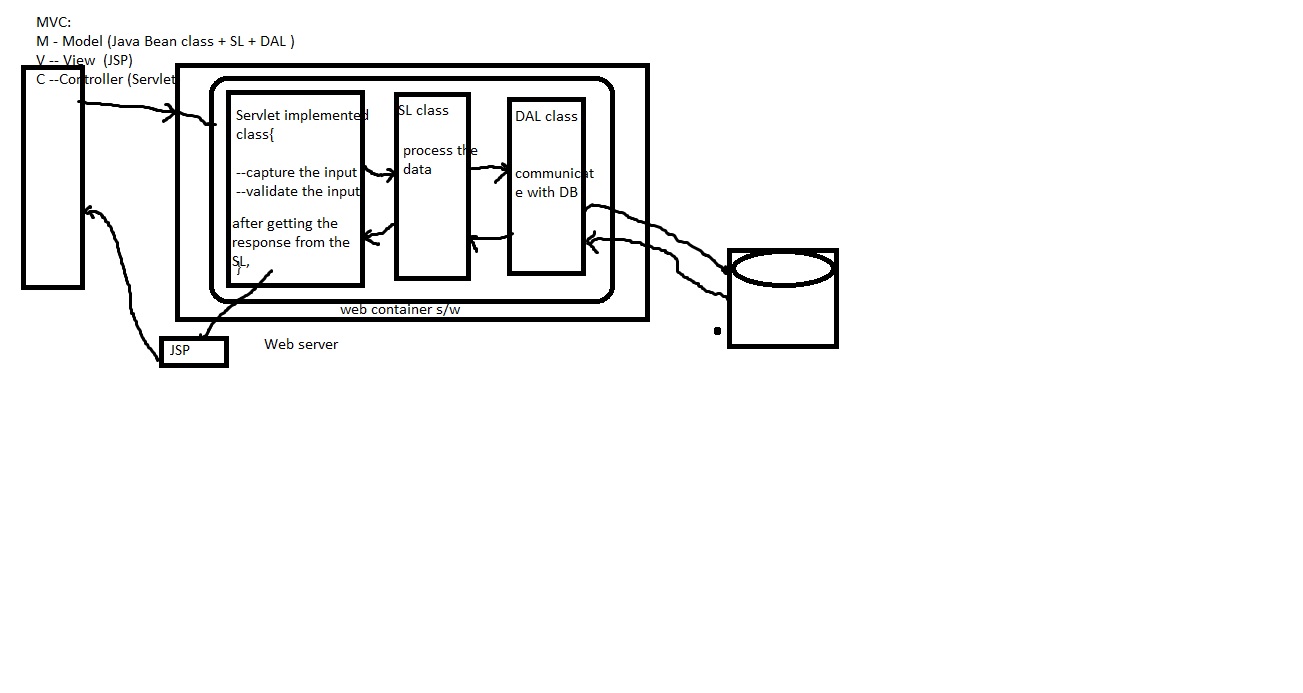 MVC:
M - Model (Java Bean class + SL + DAL )
V -- View  (JSP)
C --Controller (Servlet
Servlet implemented
class{
--capture the input
--validate the input
after getting the
response from the
SL,
}
SL class
process the
data
DAL class
communicat
e with DB
web container s/w
JSP
Web server